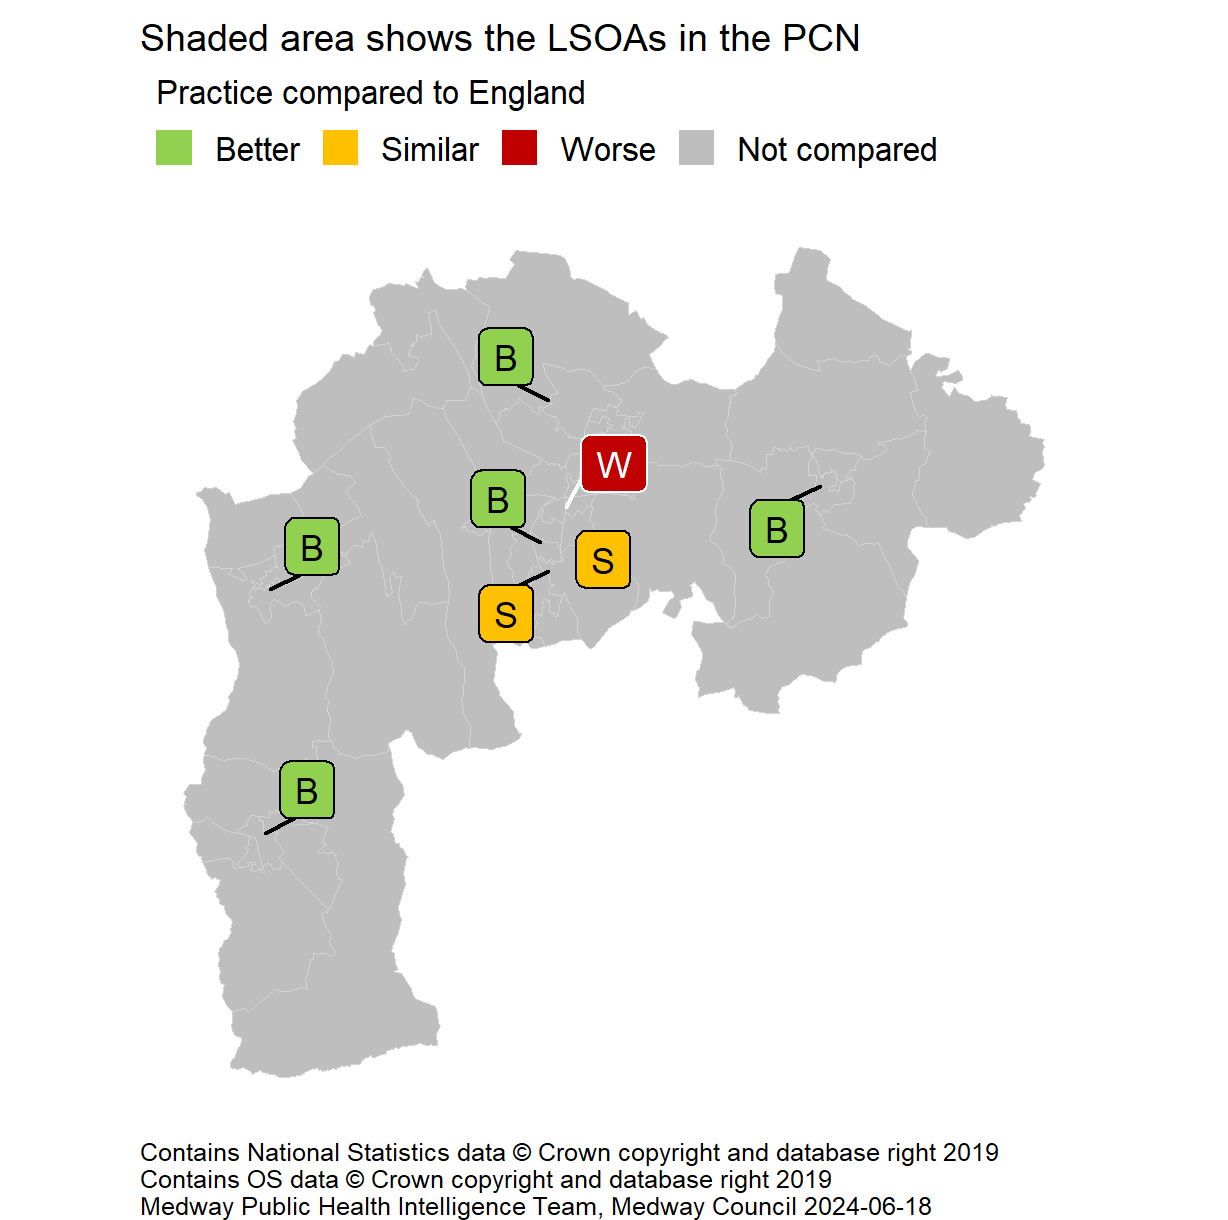 Shaded area shows the LSOAs in the PCN
Practice compared to England
Better Similar Worse Not compared
B
W
B
B
B
S
S
B
Contains National Statistics data © Crown copyright and database right 2019
Contains OS data © Crown copyright and database right 2019
Medway Public Health Intelligence Team, Medway Council 2024-06-18